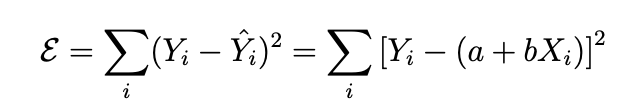 ℰ = ∑_i (Y_i − Ŷ_i)² = ∑_i [Y_i − (a + bX_i)]²